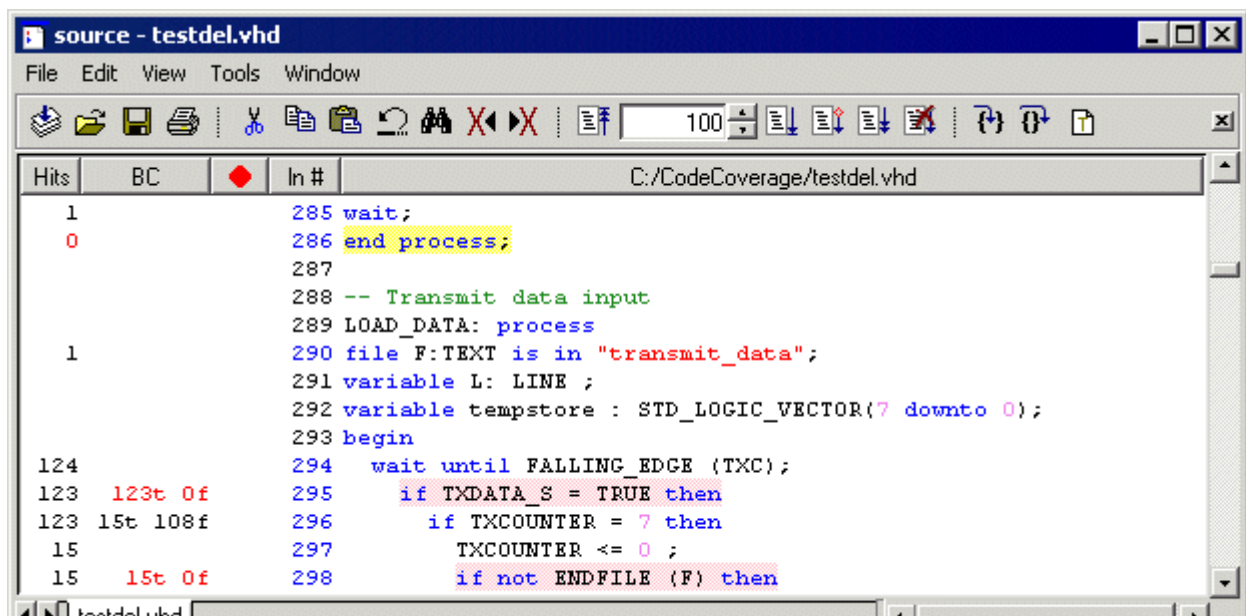 source - testdel.vhd
File Edit View Tools Window
100
Hits BC ln # C:/CodeCoverage/testdel.vhd
1 285 wait;
0 286 end process;
287
288 -- Transmit data input
289 LOAD_DATA: process
1 290 file F:TEXT is in "transmit_data";
291 variable L: LINE ;
292 variable tempstore : STD_LOGIC_VECTOR(7 downto 0);
293 begin
124 294 wait until FALLING_EDGE (TXC);
123 123t 0f 295 if TXDATA_S = TRUE then
123 15t 108f 296 if TXCOUNTER = 7 then
15 297 TXCOUNTER <= 0 ;
15 15t 0f 298 if not ENDFILE (F) then
testdel.vhd